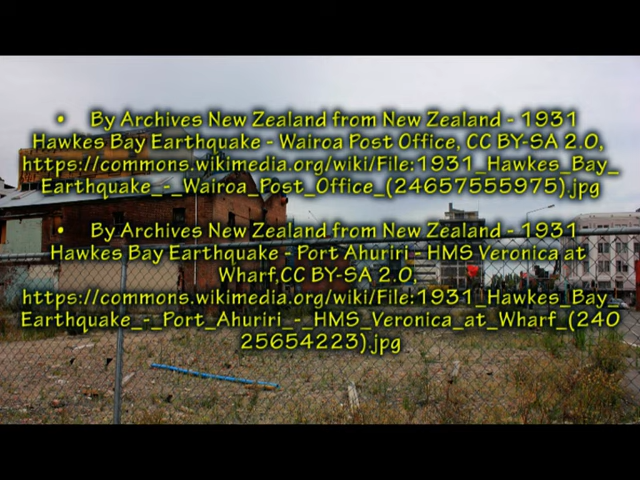 • By Archives New Zealand from New Zealand - 1931
Hawkes Bay Earthquake - Wairoa Post Office, CC BY-SA 2.0,
https://commons.wikimedia.org/wiki/File:1931_Hawkes_Bay_
Earthquake_-_Wairoa_Post_Office_(24657555975).jpg
• By Archives New Zealand from New Zealand - 1931
Hawkes Bay Earthquake - Port Ahuriri - HMS Veronica at
Wharf,CC BY-SA 2.0,
https://commons.wikimedia.org/wiki/File:1931_Hawkes_Bay_
Earthquake_-_Port_Ahuriri_-_HMS_Veronica_at_Wharf_(240
25654223).jpg